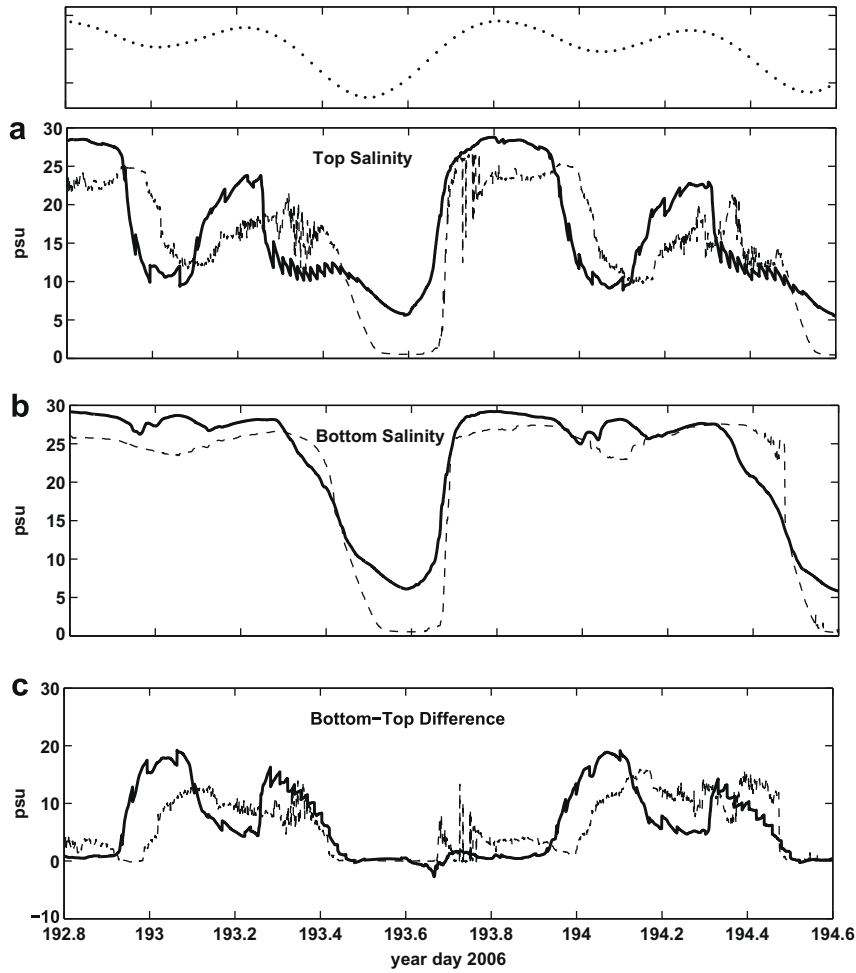 a
30
25
20
15
10
5
0
psu
Top Salinity
b
30
25
20
15
10
5
0
psu
Bottom Salinity
c
30
20
10
0
−10
psu
Bottom−Top Difference
192.8 193 193.2 193.4 193.6 193.8 194 194.2 194.4 194.6
year day 2006